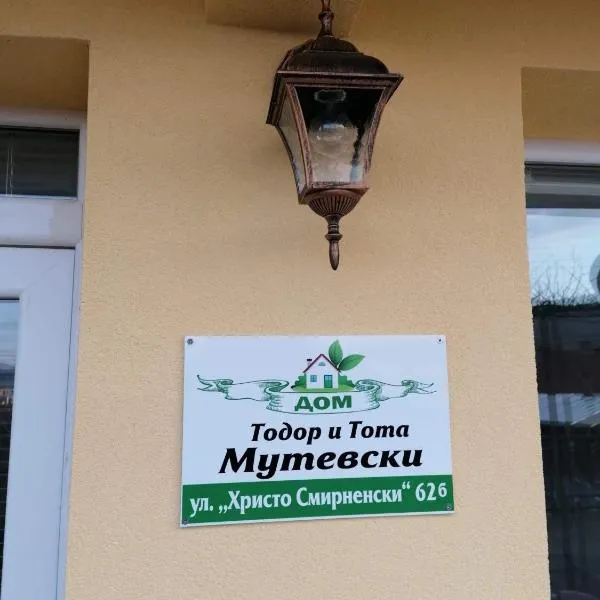 ДОМ
Тодор и Тота
Мутевски
ул. „Христо Смирненски“ 62б